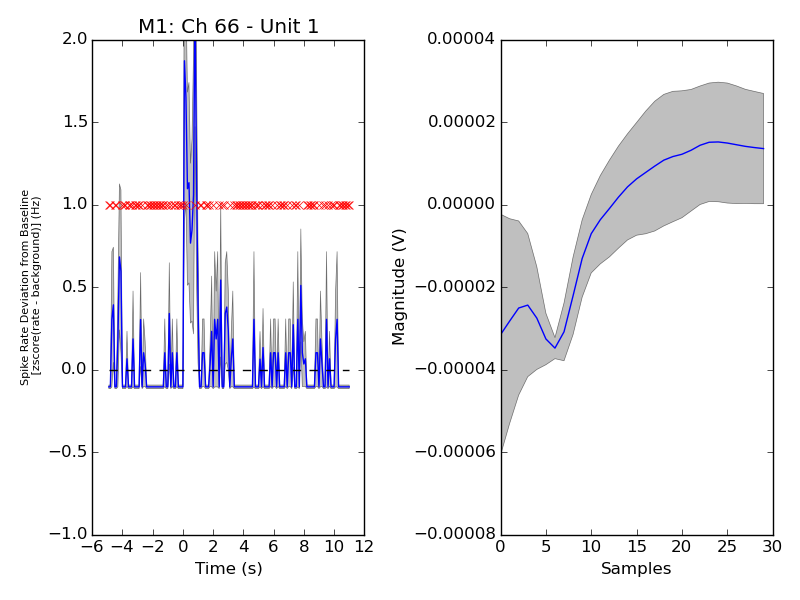 M1: Ch 66 - Unit 1
2.0
1.5
1.0
0.5
0.0
−0.5
−1.0
−6 −4 −2 0 2 4 6 8 10 12
Time (s)
Spike Rate Deviation from Baseline
[zscore(rate - background)] (Hz)
0.00004
0.00002
0.00000
−0.00002
−0.00004
−0.00006
−0.00008
0 5 10 15 20 25 30
Samples
Magnitude (V)